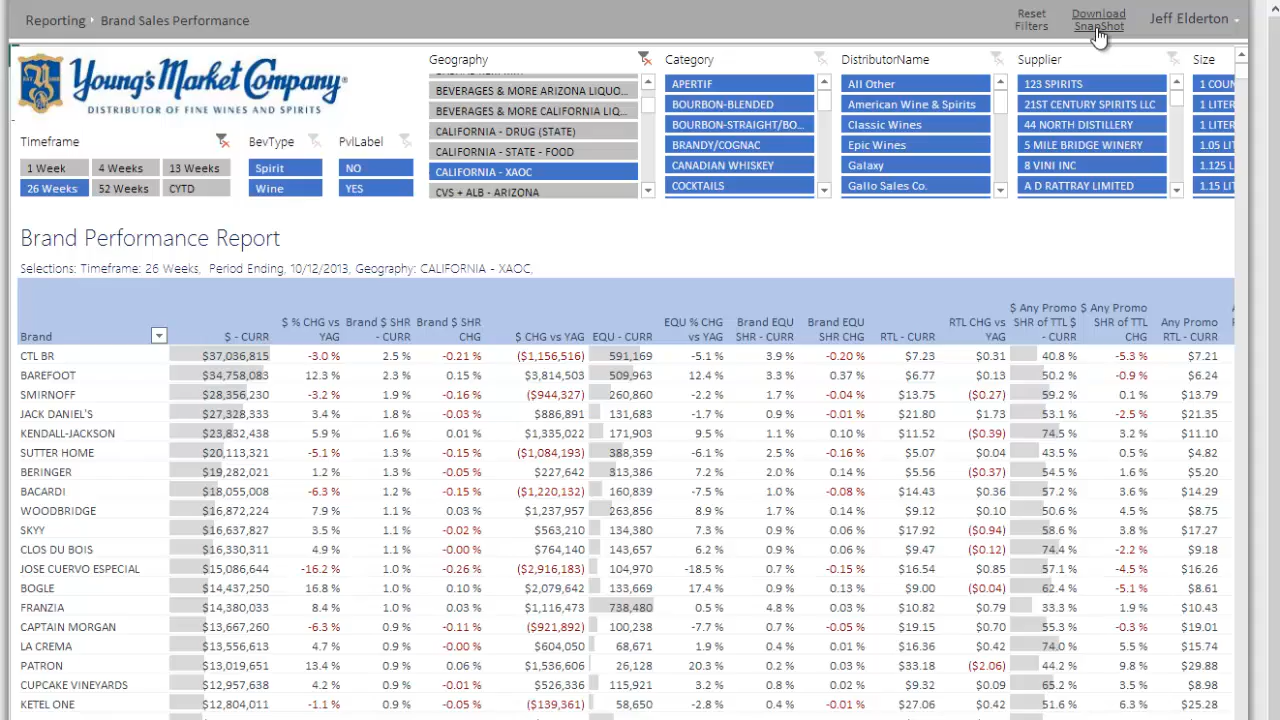 Reporting Brand Sales Performance
Reset Filters
Download SnapShot
Jeff Elderton
Young's Market Company®
DISTRIBUTOR OF FINE WINES AND SPIRITS
Timeframe
1 Week 4 Weeks 13 Weeks
26 Weeks 52 Weeks CYTD
BevType
Spirit
Wine
PvlLabel
NO
YES
Geography
BEVERAGES & MORE ARIZONA LIQUO...
BEVERAGES & MORE CALIFORNIA LIQ...
CALIFORNIA - DRUG (STATE)
CALIFORNIA - STATE - FOOD
CALIFORNIA - XAOC
CVS + ALB - ARIZONA
Category
APERTIF
BOURBON-BLENDED
BOURBON-STRAIGHT/BO...
BRANDY/COGNAC
CANADIAN WHISKEY
COCKTAILS
DistributorName
All Other
American Wine & Spirits
Classic Wines
Epic Wines
Galaxy
Gallo Sales Co.
Supplier
123 SPIRITS
21ST CENTURY SPIRITS LLC
44 NORTH DISTILLERY
5 MILE BRIDGE WINERY
8 VINI INC
A D RATTRAY LIMITED
Size
1 COUN
1 LITER
1 LITER
1.05 LIT
1.125 L
1.15 LIT
Brand Performance Report
Selections: Timeframe: 26 Weeks, Period Ending, 10/12/2013, Geography: CALIFORNIA - XAOC,
Brand $ - CURR $ % CHG vs YAG Brand $ SHR - CURR Brand $ SHR CHG $ CHG vs YAG EQU - CURR EQU % CHG vs YAG Brand EQU SHR - CURR Brand EQU SHR CHG RTL - CURR RTL CHG vs YAG $ Any Promo SHR of TTL $ - CURR $ Any Promo SHR of TTL CHG Any Promo RTL - CURR
CTL BR $37,036,815 -3.0 % 2.5 % -0.21 % ($1,156,516) 591,169 -5.1 % 3.9 % -0.20 % $7.23 $0.31 40.8 % -5.3 % $7.21
BAREFOOT $34,758,083 12.3 % 2.3 % 0.15 % $3,814,503 509,963 12.4 % 3.3 % 0.37 % $6.77 $0.13 50.2 % -0.9 % $6.24
SMIRNOFF $28,356,230 -3.2 % 1.9 % -0.16 % ($944,327) 260,860 -2.2 % 1.7 % -0.04 % $13.75 ($0.27) 59.2 % 0.1 % $13.79
JACK DANIEL'S $27,328,333 3.4 % 1.8 % -0.03 % $886,891 131,683 -1.7 % 0.9 % -0.01 % $21.80 $1.73 53.1 % -2.5 % $21.35
KENDALL-JACKSON $23,832,438 5.9 % 1.6 % 0.01 % $1,335,022 171,903 9.5 % 1.1 % 0.10 % $11.52 ($0.39) 74.5 % 3.2 % $11.10
SUTTER HOME $20,113,321 -5.1 % 1.3 % -0.15 % ($1,084,193) 388,359 -6.1 % 2.5 % -0.16 % $5.07 $0.04 43.5 % 0.5 % $4.82
BERINGER $19,282,021 1.2 % 1.3 % -0.05 % $227,642 313,386 7.2 % 2.0 % 0.14 % $5.56 ($0.37) 54.5 % 1.6 % $5.20
BACARDI $18,055,008 -6.3 % 1.2 % -0.15 % ($1,220,132) 160,839 -7.5 % 1.0 % -0.08 % $14.43 $0.36 57.2 % 3.6 % $14.29
WOODBRIDGE $16,872,224 7.9 % 1.1 % 0.03 % $1,237,957 263,856 8.9 % 1.7 % 0.14 % $9.12 $0.10 50.6 % 4.5 % $8.75
SKYY $16,637,827 3.5 % 1.1 % -0.02 % $563,210 134,380 7.3 % 0.9 % 0.06 % $17.92 ($0.94) 58.6 % 3.8 % $17.27
CLOS DU BOIS $16,330,311 4.9 % 1.1 % -0.00 % $764,140 143,657 6.2 % 0.9 % 0.06 % $9.47 ($0.12) 74.4 % -2.2 % $9.18
JOSE CUERVO ESPECIAL $15,086,644 -16.2 % 1.0 % -0.26 % ($2,916,183) 104,970 -18.5 % 0.7 % -0.15 % $16.54 $0.85 57.1 % -4.5 % $16.26
BOGLE $14,437,250 16.8 % 1.0 % 0.10 % $2,079,642 133,669 17.4 % 0.9 % 0.13 % $9.00 ($0.04) 62.4 % -5.1 % $8.61
FRANZIA $14,380,033 8.4 % 1.0 % 0.03 % $1,116,473 738,480 0.5 % 4.8 % 0.03 % $10.82 $0.79 33.3 % 1.9 % $10.43
CAPTAIN MORGAN $13,667,260 -6.3 % 0.9 % -0.11 % ($921,892) 100,238 -7.7 % 0.7 % -0.05 % $19.15 $0.70 55.3 % -0.3 % $19.01
LA CREMA $13,556,613 4.7 % 0.9 % -0.00 % $604,050 68,671 1.9 % 0.4 % 0.01 % $16.36 $0.42 74.0 % 5.5 % $15.74
PATRON $13,019,651 13.4 % 0.9 % 0.06 % $1,536,606 26,128 20.3 % 0.2 % 0.03 % $33.18 ($2.06) 44.2 % 9.8 % $29.88
CUPCAKE VINEYARDS $12,957,638 4.2 % 0.9 % -0.01 % $526,336 115,921 3.2 % 0.8 % 0.02 % $9.32 $0.09 65.2 % 3.5 % $8.98
KETEL ONE $12,804,011 -1.1 % 0.9 % -0.05 % ($139,361) 58,650 -2.8 % 0.4 % -0.01 % $27.06 $0.42 51.6 % 6.3 % $25.28